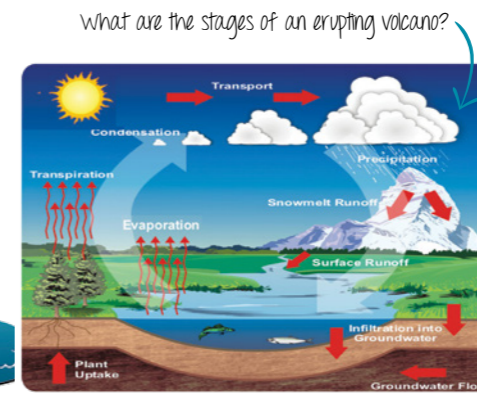 What are the stages of an erupting volcano?
Transport
Condensation
Precipitation
Transpiration
Snowmelt Runoff
Evaporation
Surface Runoff
Infiltration into
Groundwater
Plant
Uptake
Groundwater Flo